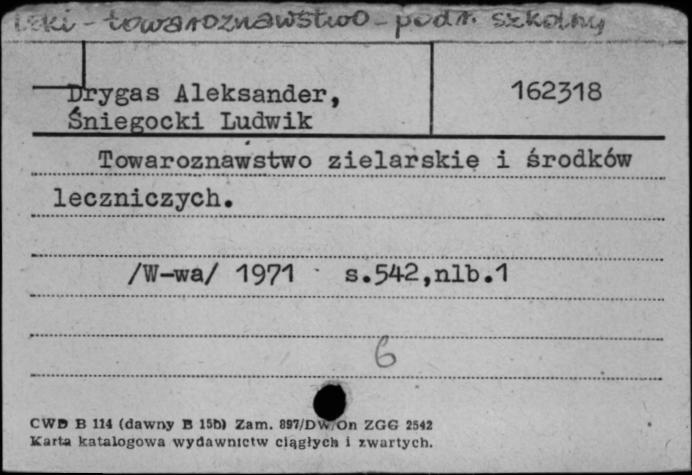 Leki - towaroznawstwo - podr. szkolny
Drygas Aleksander,
Śniegocki Ludwik
162318
Towaroznawstwo zielarskie i środków
leczniczych.
/W-wa/ 1971 s.542,nlb.1
6
CWD B 114 (dawny B 15b) Zam. 897/DW/On ZGG 2542
Karta katalogowa wydawnictw ciągłych i zwartych.